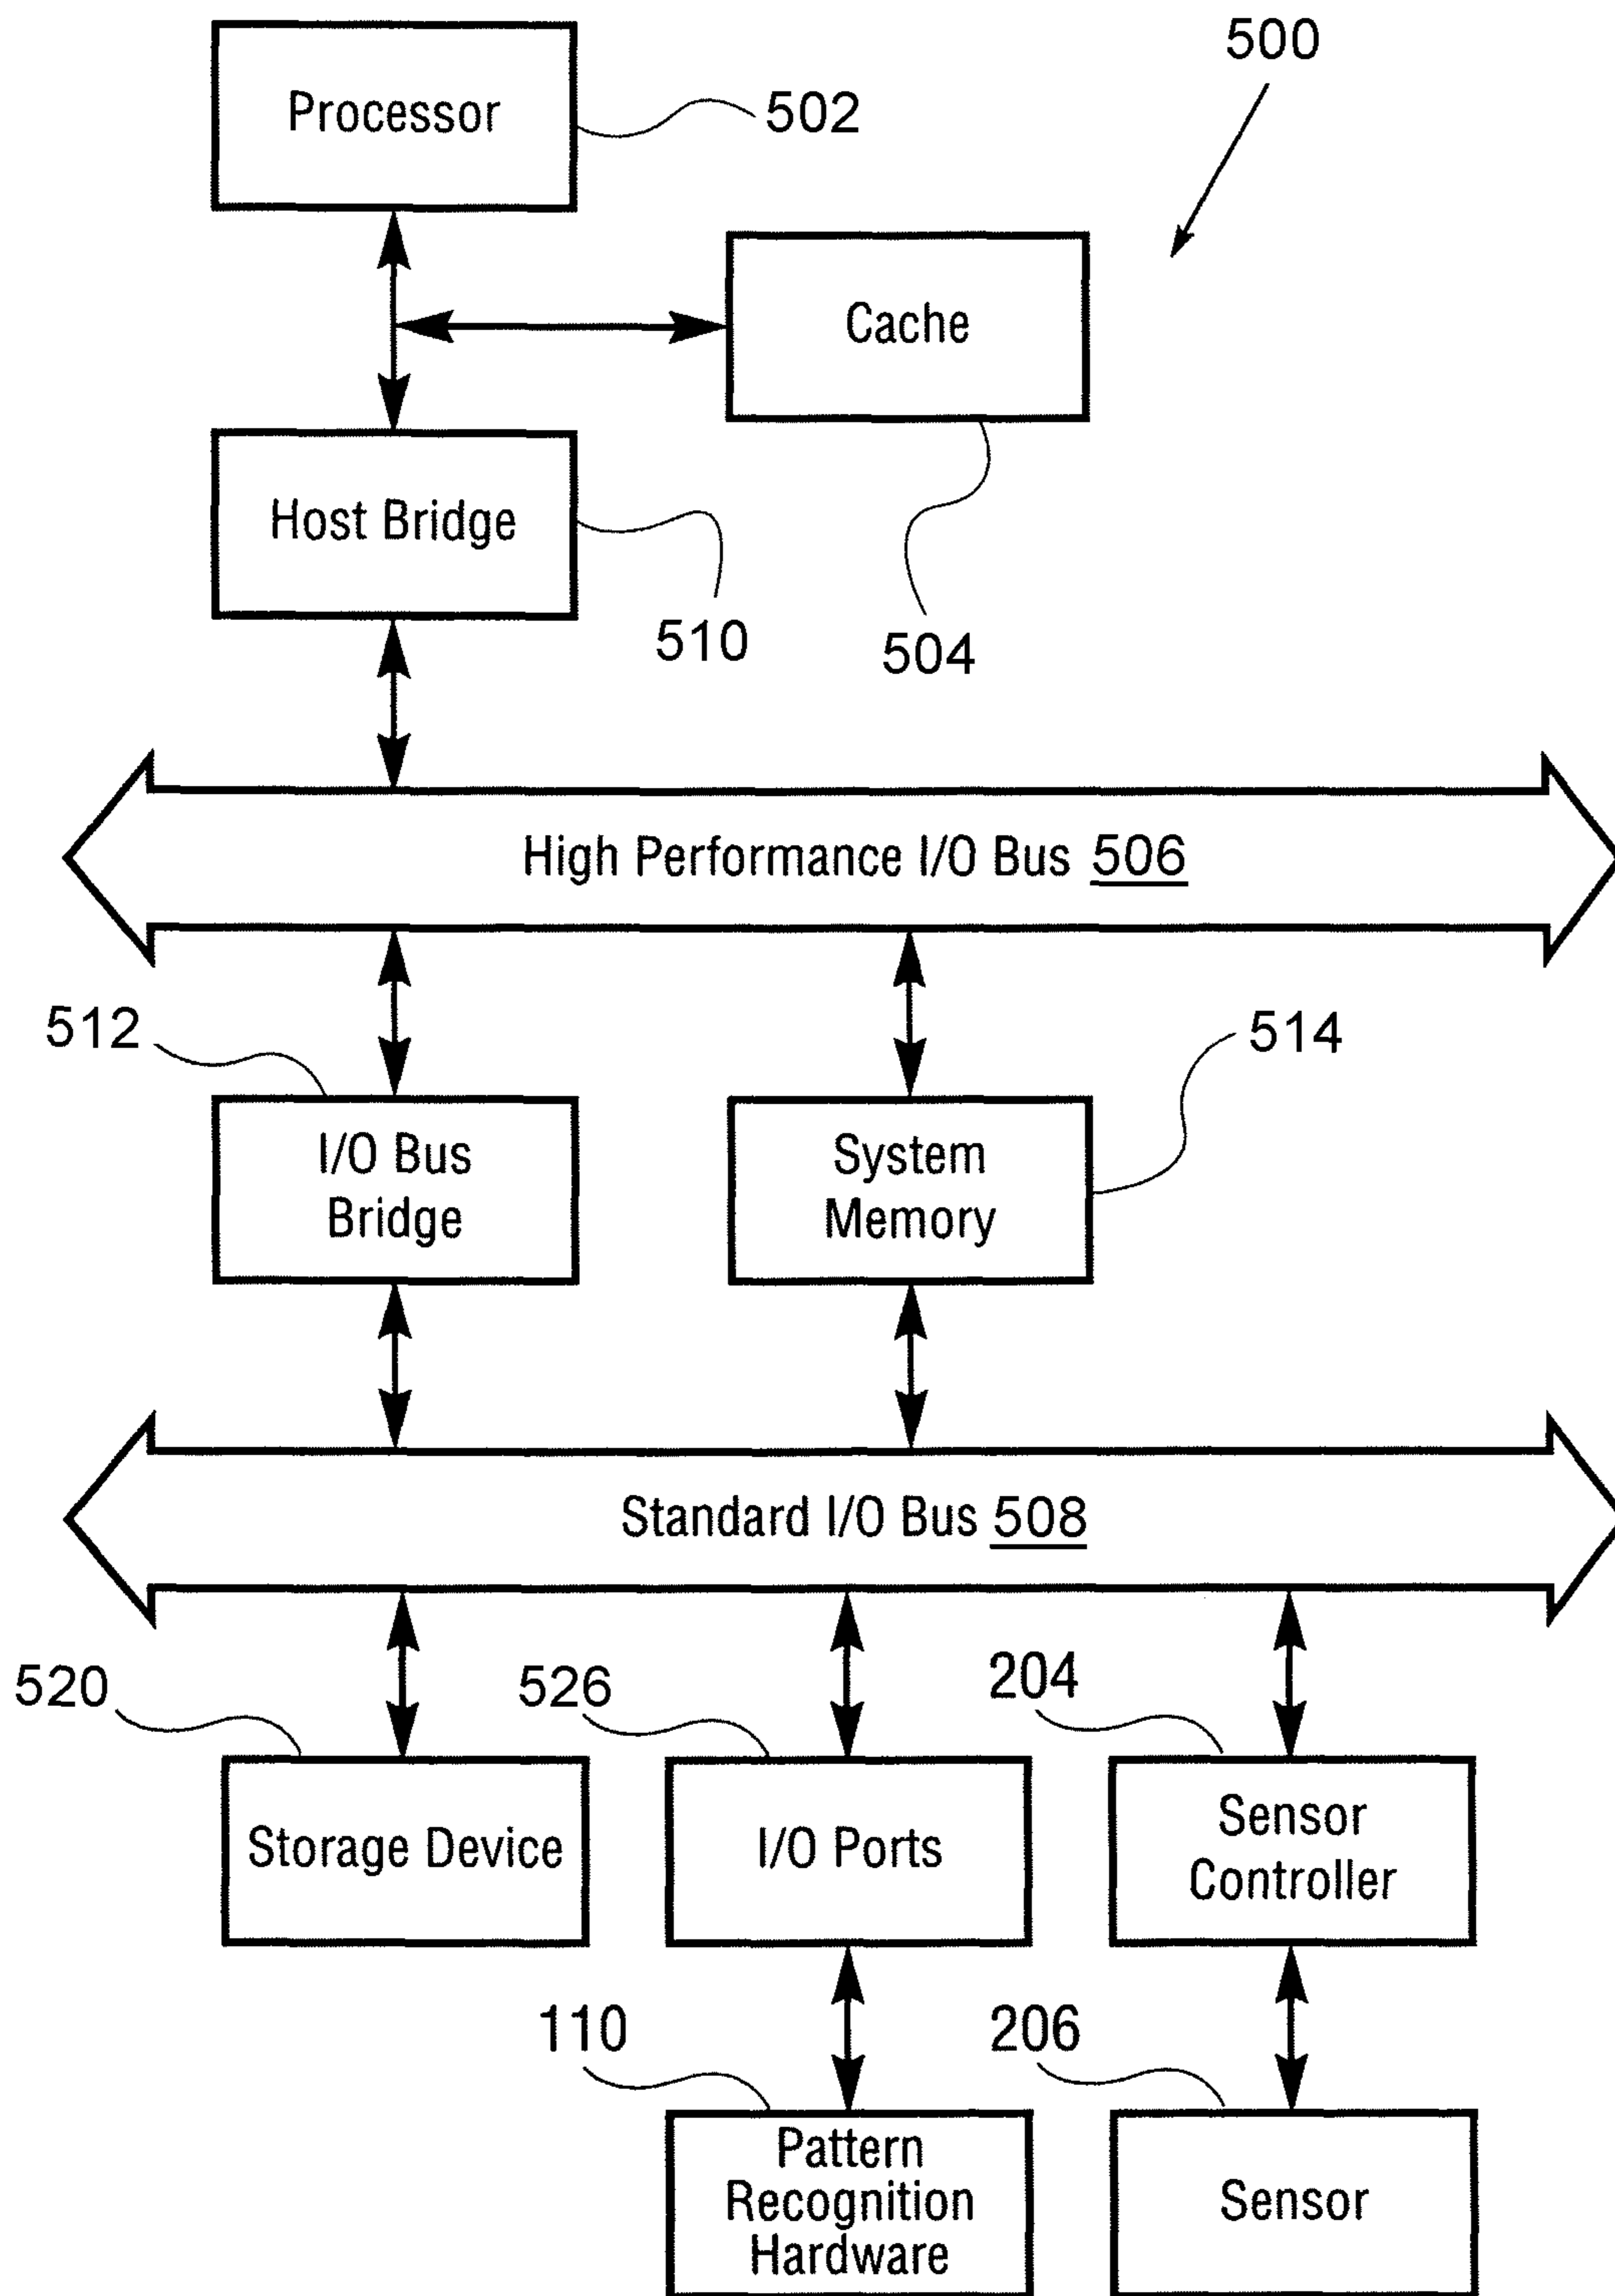 500
Processor
502
Cache
Host Bridge
510
504
High Performance I/O Bus 506
512
514
I/O Bus
Bridge
System
Memory
Standard I/O Bus 508
520
526
204
Storage Device
I/O Ports
Sensor
Controller
110
206
Pattern
Recognition
Hardware
Sensor